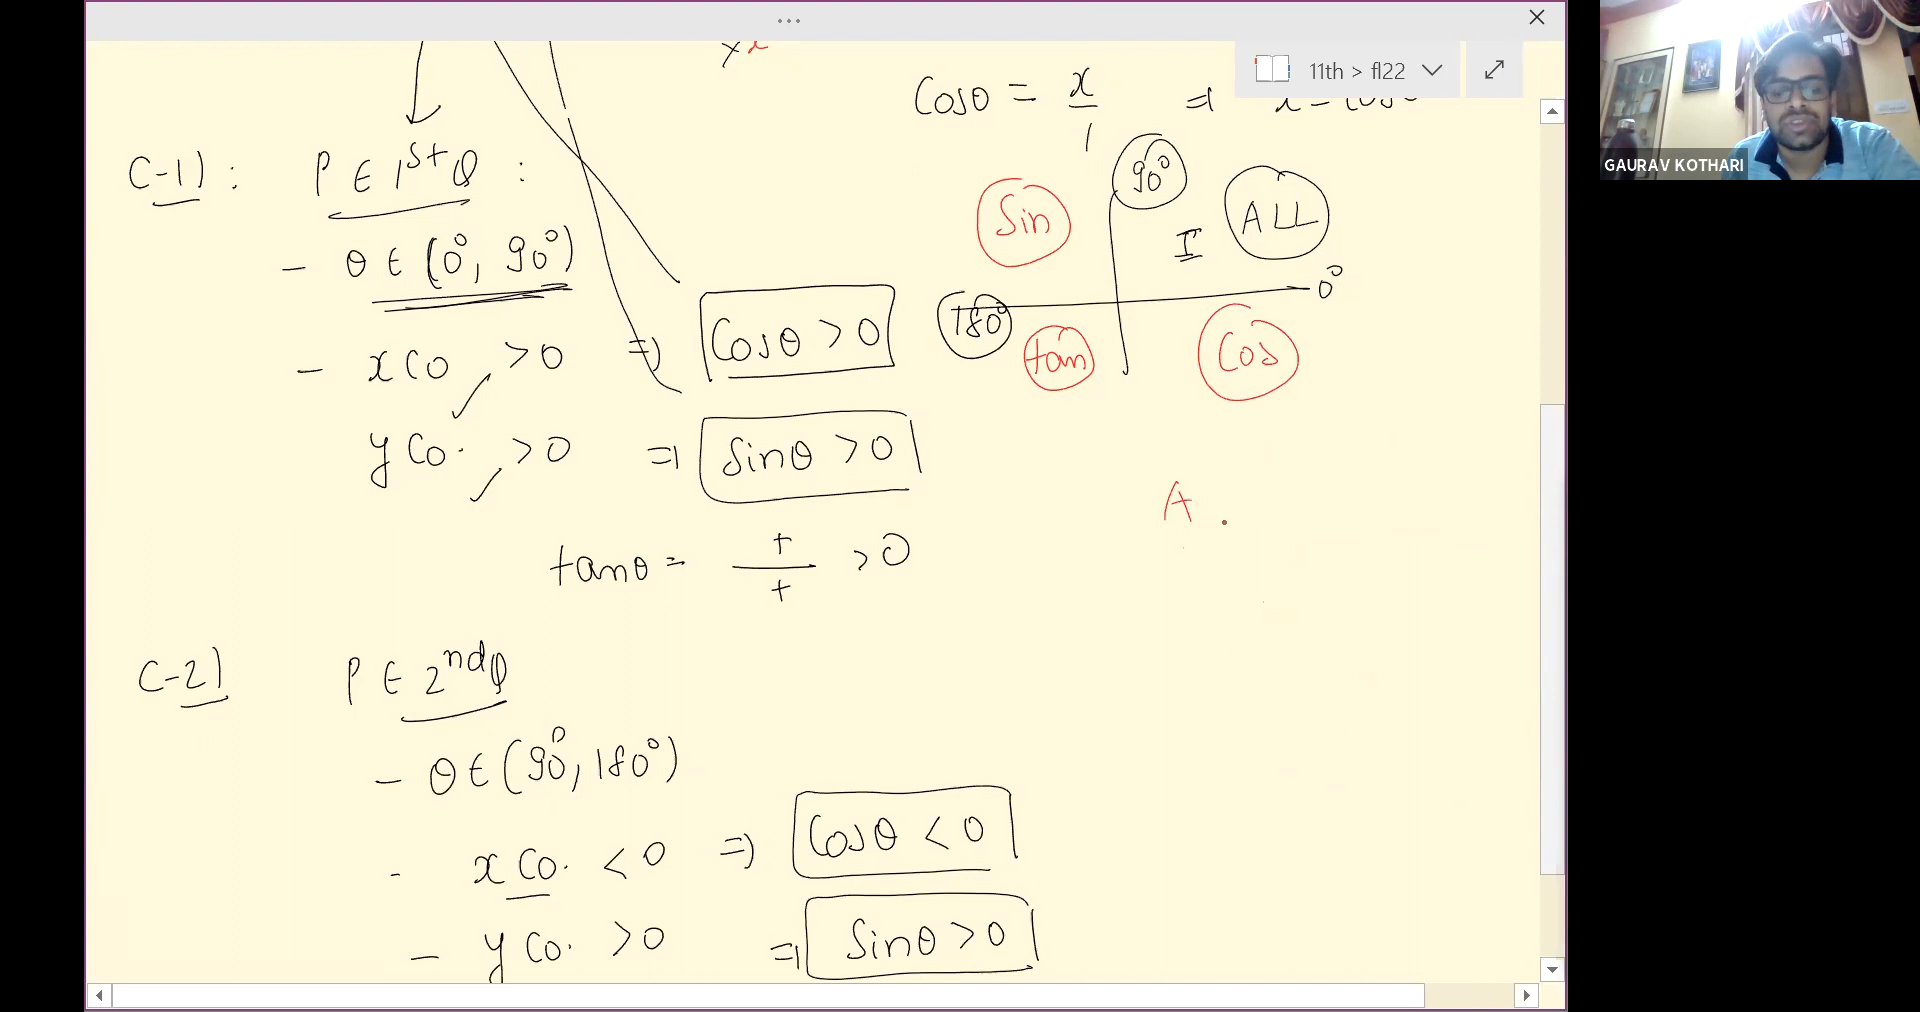 11th > fl22
GAURAV KOTHARI
Cosθ = x/1 ⇒
C-1) : P ∈ 1st Q :
- θ ∈ (0°, 90°)
- x Co > 0 ⇒ Cosθ > 0
y Co. > 0 ⇒ Sinθ > 0
tanθ = +/+ > 0
90°
Sin
I
ALL
180°
0°
tan
Cos
A
C-2) P ∈ 2nd Q
- θ ∈ (90°, 180°)
- x Co. < 0 ⇒ Cosθ < 0
- y Co. > 0 ⇒ Sinθ > 0